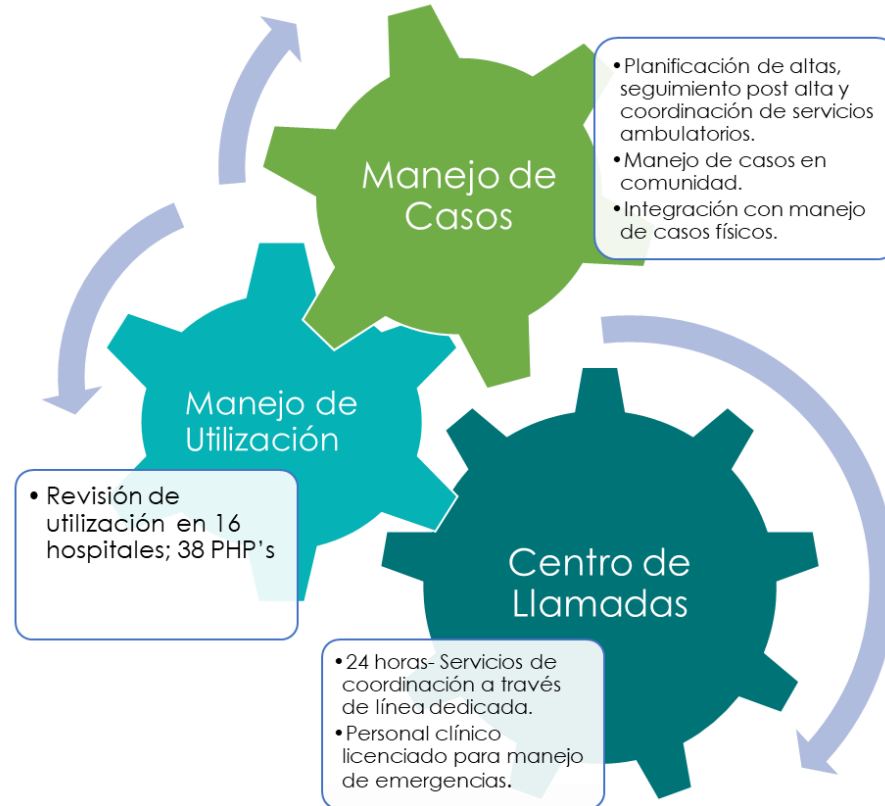 Manejo de
Casos
•Planificación de altas,
seguimiento post alta y
coordinación de servicios
ambulatorios.
•Manejo de casos en
comunidad.
•Integración con manejo
de casos físicos.
Manejo de
Utilización
• Revisión de
utilización en 16
hospitales; 38 PHP's
Centro de
Llamadas
•24 horas- Servicios de
coordinación a través
de línea dedicada.
•Personal clínico
licenciado para manejo
de emergencias.